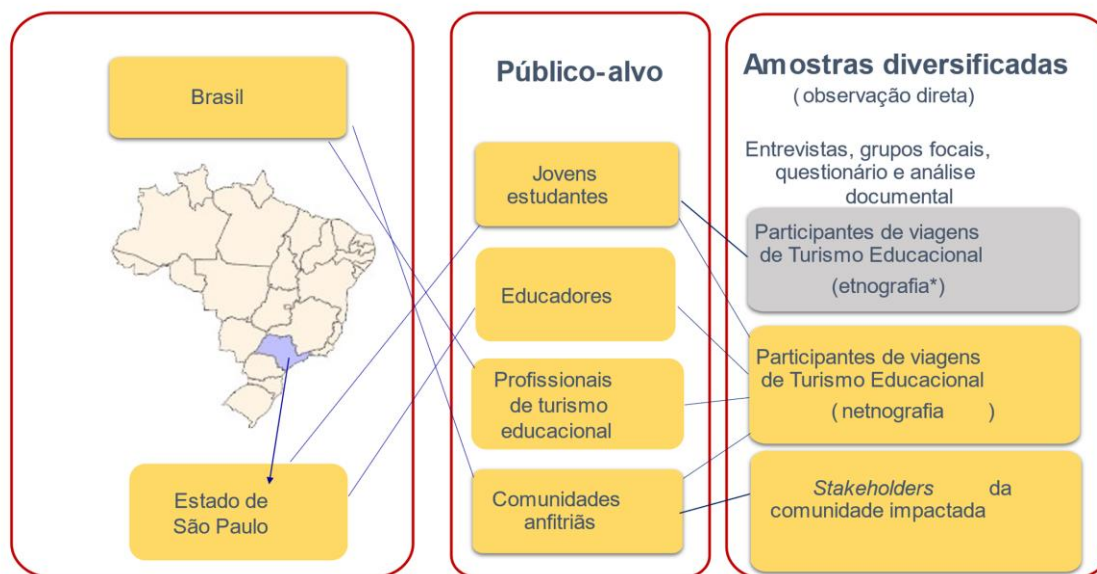 Brasil
Estado de
São Paulo
Público-alvo
Jovens
estudantes
Educadores
Profissionais
de turismo
educacional
Comunidades
anfitriãs
Amostras diversificadas
( observação direta)
Entrevistas, grupos focais,
questionário e análise
documental
Participantes de viagens
de Turismo Educacional
(etnografia*)
Participantes de viagens
de Turismo Educacional
( netnografia )
Stakeholders da
comunidade impactada